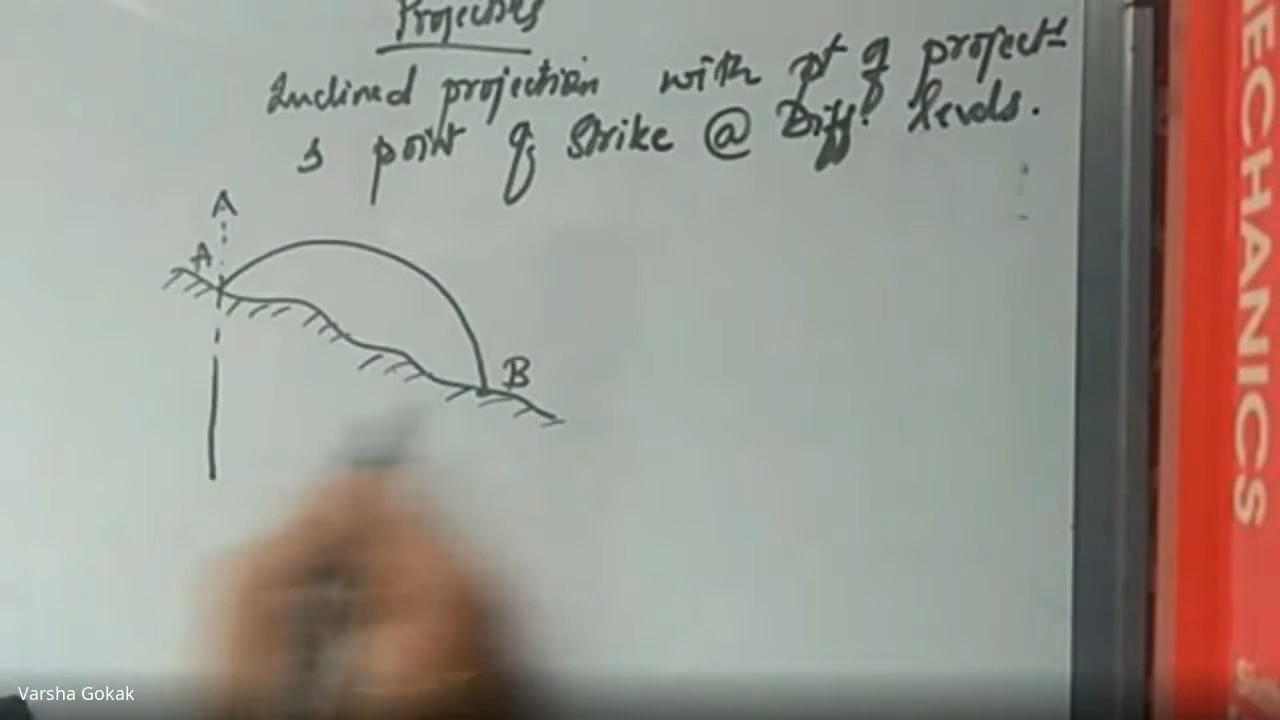 Projectiles
Inclined projection with pt of project=
& point of Strike @ Diff. levels.
A
A
B
MECHANICS
Varsha Gokak